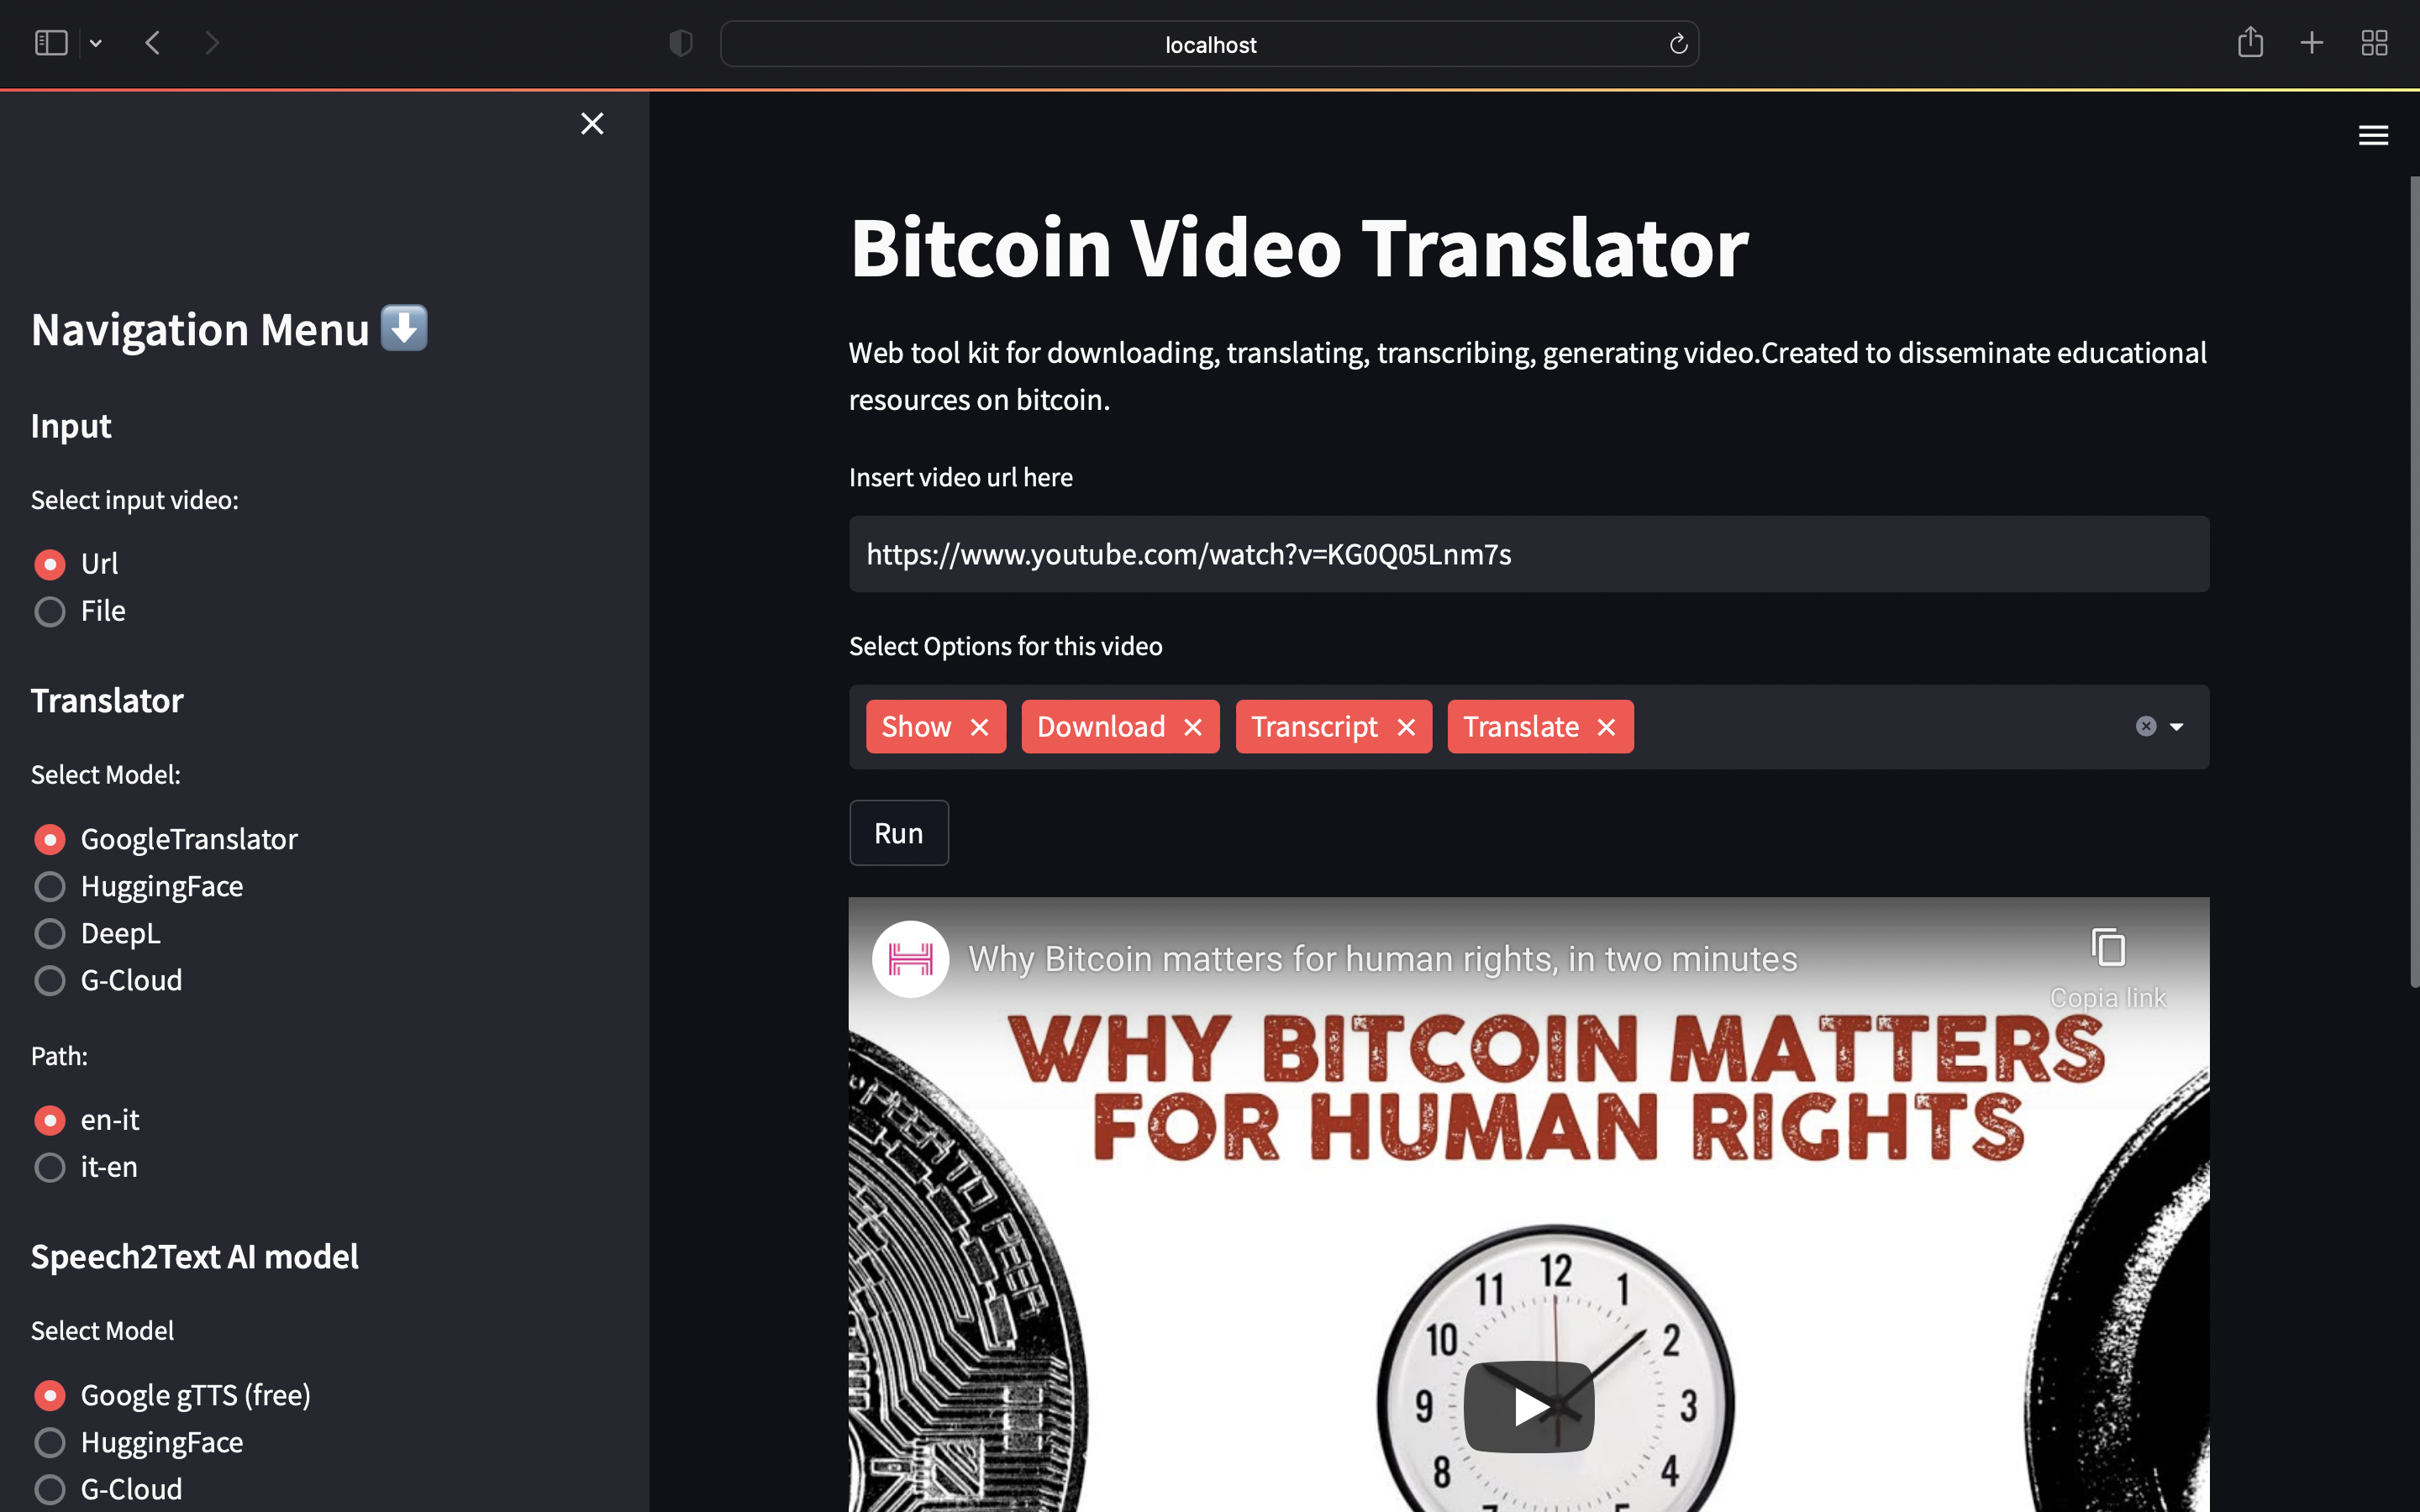 localhost
Navigation Menu
Input
Select input video:
Url
File
Translator
Select Model:
GoogleTranslator
HuggingFace
DeepL
G-Cloud
Path:
en-it
it-en
Speech2Text AI model
Select Model
Google gTTS (free)
HuggingFace
G-Cloud
Bitcoin Video Translator
Web tool kit for downloading, translating, transcribing, generating video.Created to disseminate educational
resources on bitcoin.
Insert video url here
https://www.youtube.com/watch?v=KG0Q05Lnm7s
Select Options for this video
Show Download Transcript Translate
Run
Why Bitcoin matters for human rights, in two minutes
Copia link
WHY BITCOIN MATTERS
FOR HUMAN RIGHTS
12
11 1
10 2
9 3
8 4